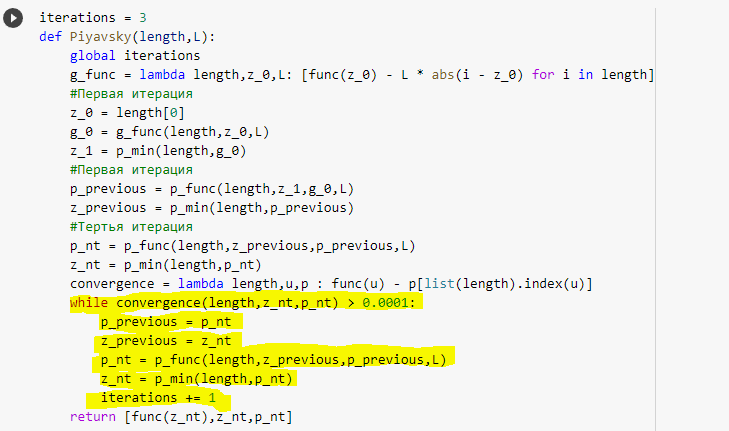 iterations = 3
def Piyavsky(length,L):
    global iterations
    g_func = lambda length,z_0,L: [func(z_0) - L * abs(i - z_0) for i in length]
    #Первая итерация
    z_0 = length[0]
    g_0 = g_func(length,z_0,L)
    z_1 = p_min(length,g_0)
    #Первая итерация
    p_previous = p_func(length,z_1,g_0,L)
    z_previous = p_min(length,p_previous)
    #Тертья итерация
    p_nt = p_func(length,z_previous,p_previous,L)
    z_nt = p_min(length,p_nt)
    convergence = lambda length,u,p : func(u) - p[list(length).index(u)]
    while convergence(length,z_nt,p_nt) > 0.0001:
        p_previous = p_nt
        z_previous = z_nt
        p_nt = p_func(length,z_previous,p_previous,L)
        z_nt = p_min(length,p_nt)
        iterations += 1
    return [func(z_nt),z_nt,p_nt]